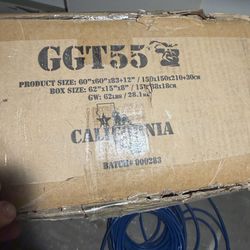 GGT55
PRODUCT SIZE: 60"x60"x83+12" / 150x150x210+30cm
BOX SIZE: 62"x15"x8" / 158x38x18cm
GW: 62LBS / 28.1KG
CALIFORNIA
BATCH# 000283